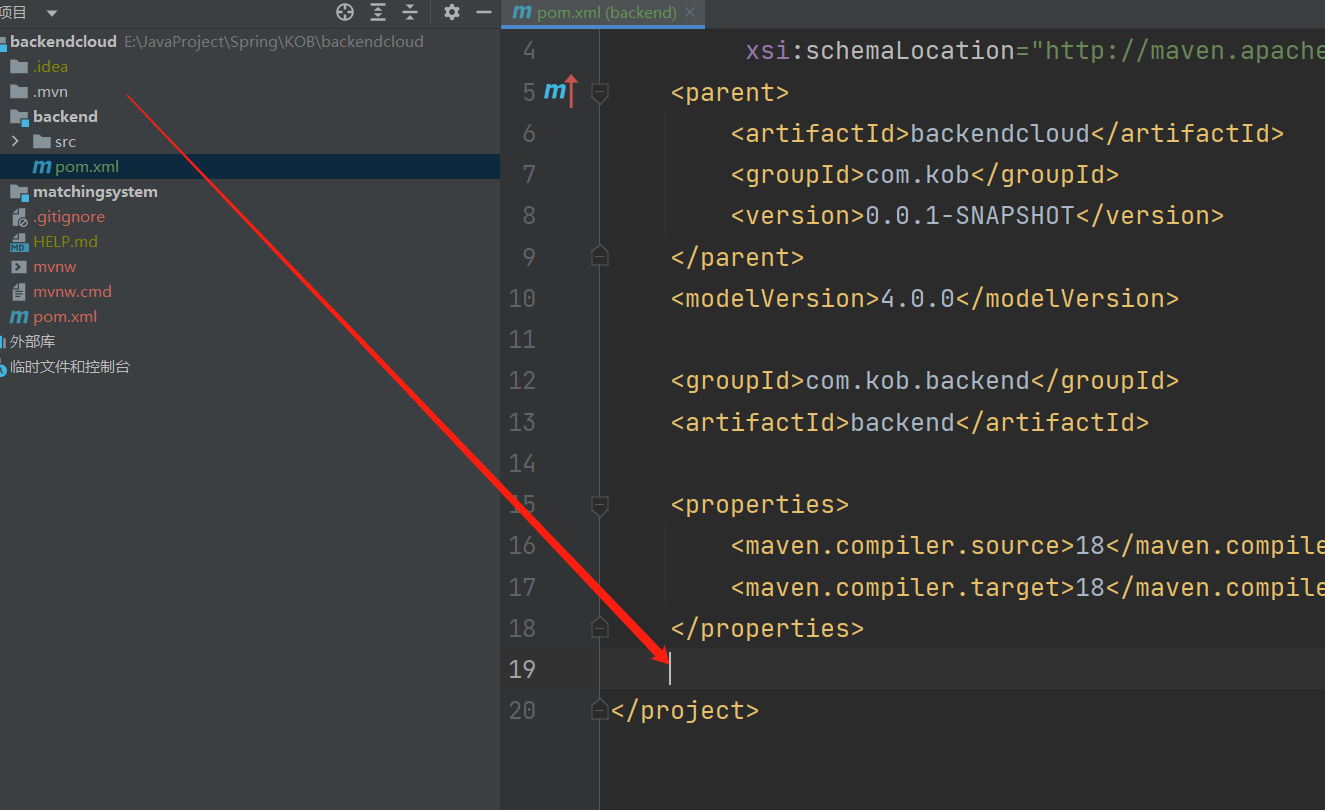 项目
backendcloud E:\JavaProject\Spring\KOB\backendcloud
.idea
.mvn
backend
src
pom.xml
matchingsystem
.gitignore
HELP.md
mvnw
mvnw.cmd
pom.xml
外部库
临时文件和控制台
pom.xml (backend)
4 xsi:schemaLocation="http://maven.apache
5 <parent>
6 <artifactId>backendcloud</artifactId>
7 <groupId>com.kob</groupId>
8 <version>0.0.1-SNAPSHOT</version>
9 </parent>
10 <modelVersion>4.0.0</modelVersion>
11
12 <groupId>com.kob.backend</groupId>
13 <artifactId>backend</artifactId>
14
15 <properties>
16 <maven.compiler.source>18</maven.compile
17 <maven.compiler.target>18</maven.compile
18 </properties>
19
20 </project>